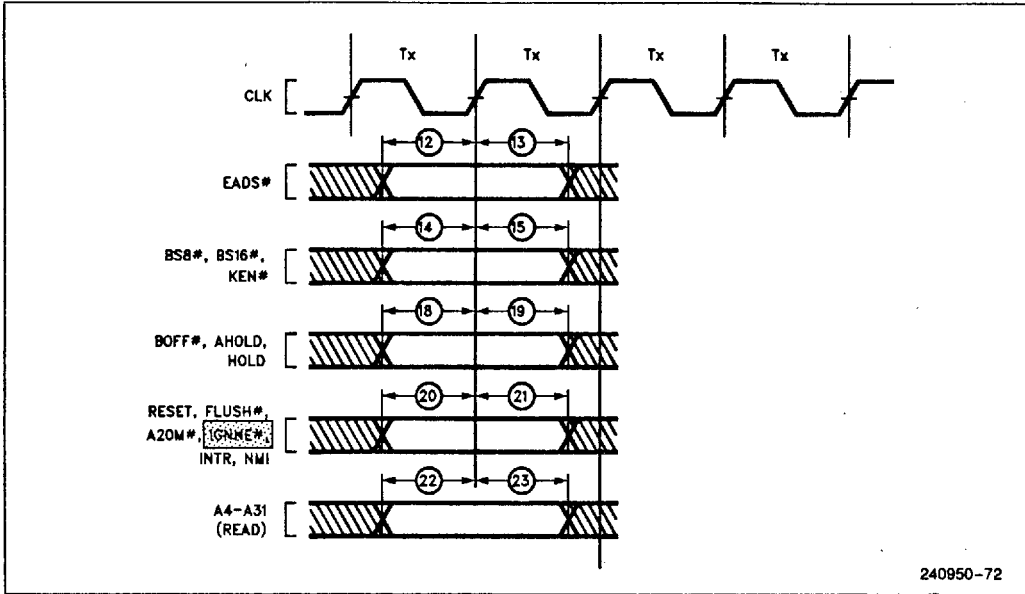 Tx Tx Tx Tx
CLK
12 13
EADS#
14 15
BS8#, BS16#,
KEN#
18 19
BOFF#, AHOLD,
HOLD
20 21
RESET, FLUSH#,
A20M#, IGNNE#,
INTR, NMI
22 23
A4-A31
(READ)
240950-72